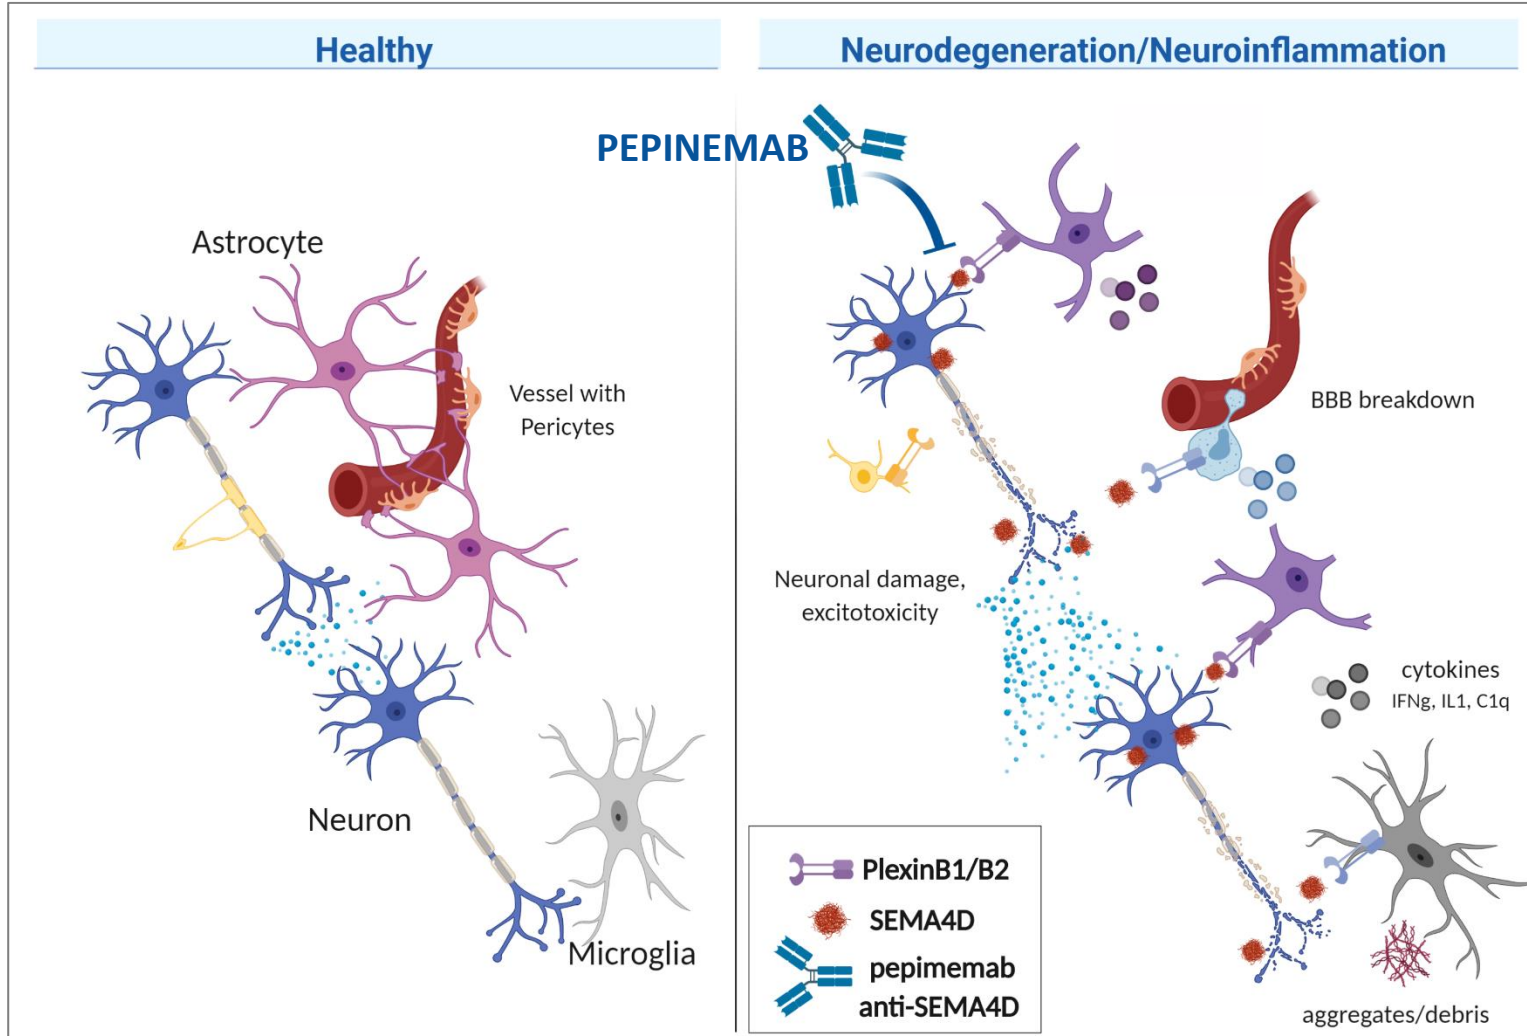 Healthy
Neurodegeneration/Neuroinflammation
PEPINEMAB
Astrocyte
Vessel with
Pericytes
BBB breakdown
Neuronal damage,
excitotoxicity
cytokines
IFNg, IL1, C1q
Neuron
Microglia
PlexinB1/B2
SEMA4D
pepimemab
anti-SEMA4D
aggregates/debris